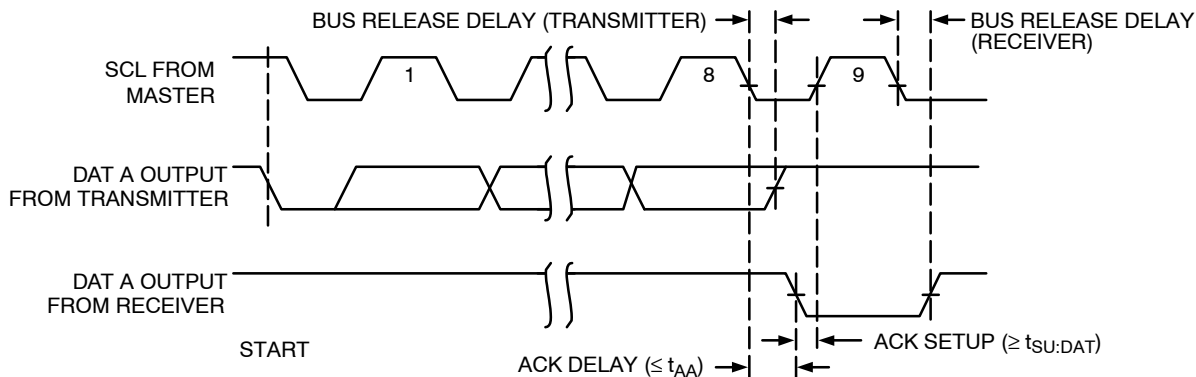 BUS RELEASE DELAY (TRANSMITTER)
BUS RELEASE DELAY
(RECEIVER)
SCL FROM
MASTER
1
8
9
DAT A OUTPUT
FROM TRANSMITTER
DAT A OUTPUT
FROM RECEIVER
START
ACK SETUP (≥ tSU:DAT)
ACK DELAY (≤ tAA)